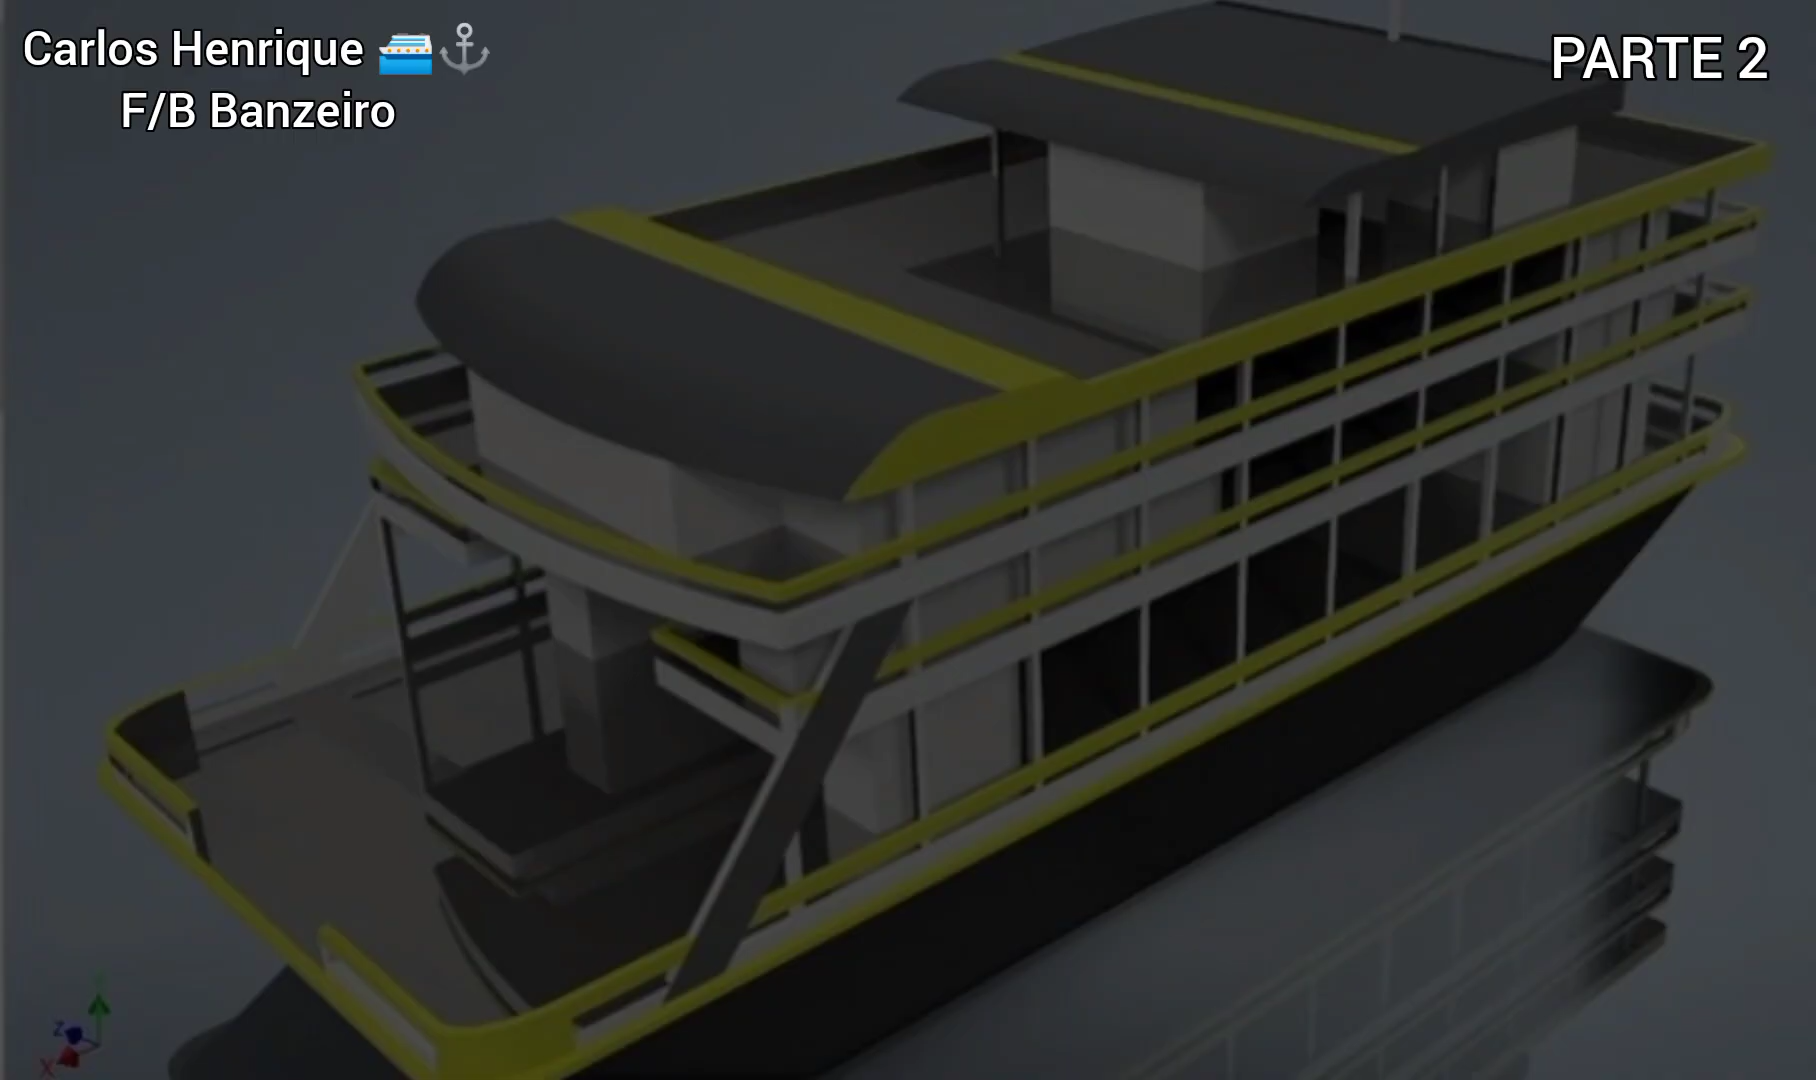 Carlos Henrique 🛳️⚓
F/B Banzeiro
PARTE 2
Z
X